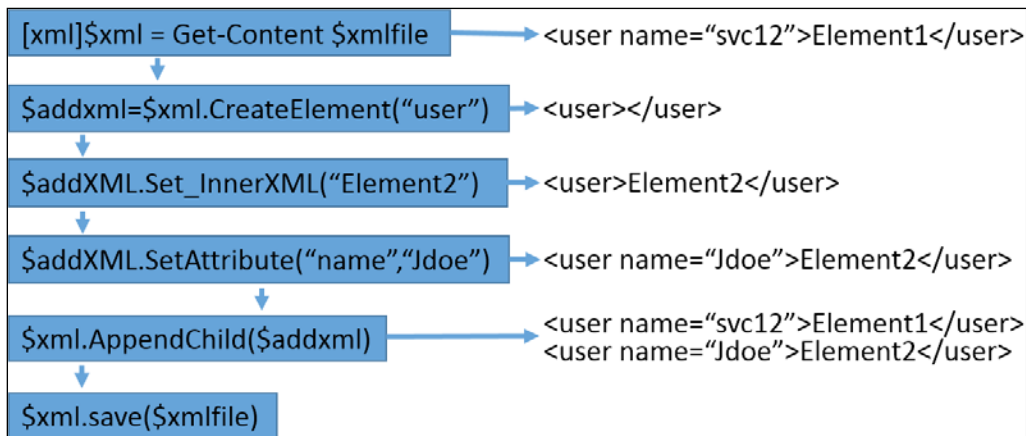 [xml]$xml = Get-Content $xmlfile
<user name=“svc12”>Element1</user>
$addxml=$xml.CreateElement(“user”)
<user></user>
$addXML.Set_InnerXML(“Element2”)
<user>Element2</user>
$addXML.SetAttribute(“name”,“Jdoe”)
<user name=“Jdoe”>Element2</user>
$xml.AppendChild($addxml)
<user name=“svc12”>Element1</user>
<user name=“Jdoe”>Element2</user>
$xml.save($xmlfile)